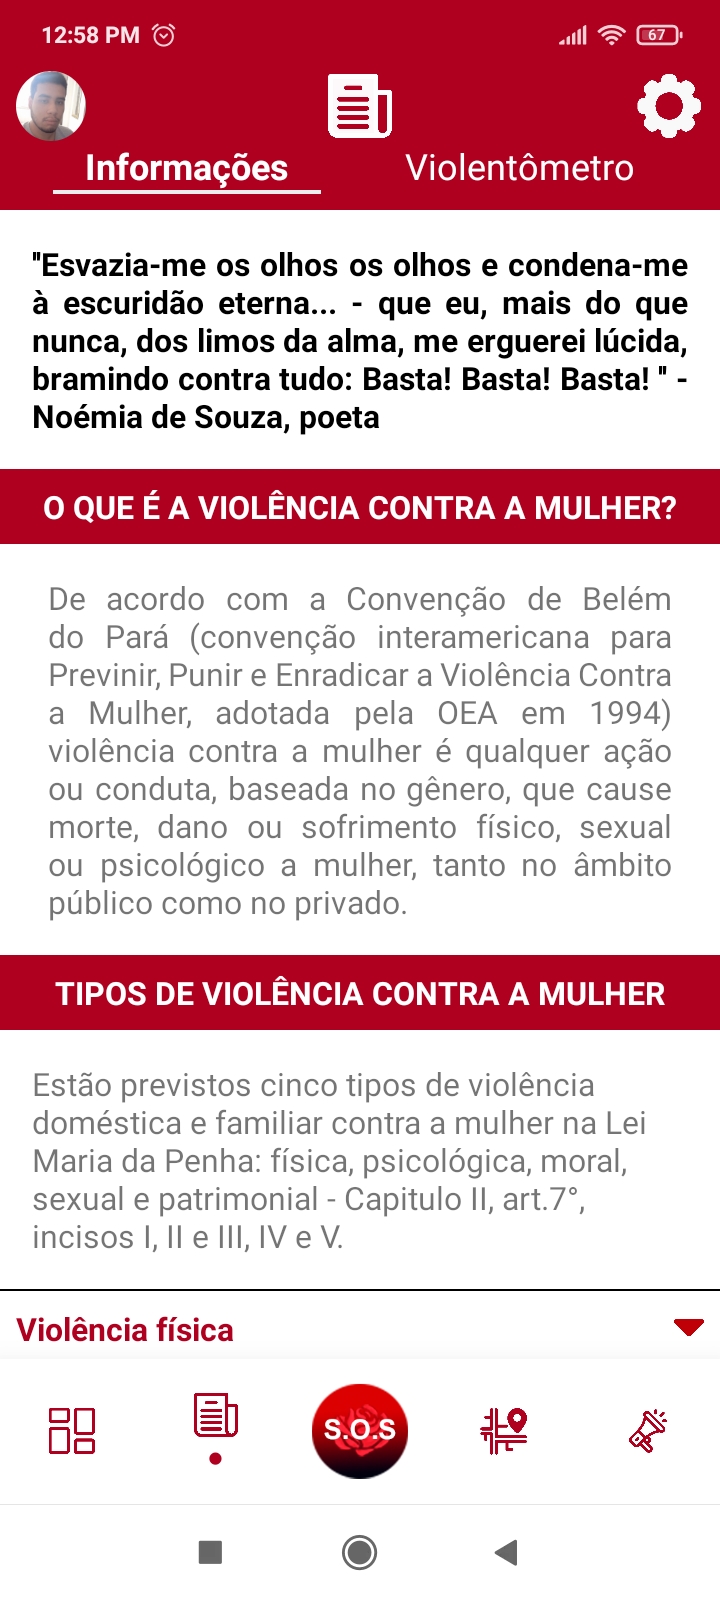 12:58 PM
67
Informações
Violentômetro
"Esvazia-me os olhos os olhos e condena-me
à escuridão eterna... - que eu, mais do que
nunca, dos limos da alma, me erguerei lúcida,
bramindo contra tudo: Basta! Basta! Basta! " -
Noémia de Souza, poeta
O QUE É A VIOLÊNCIA CONTRA A MULHER?
De acordo com a Convenção de Belém
do Pará (convenção interamericana para
Previnir, Punir e Enradicar a Violência Contra
a Mulher, adotada pela OEA em 1994)
violência contra a mulher é qualquer ação
ou conduta, baseada no gênero, que cause
morte, dano ou sofrimento físico, sexual
ou psicológico a mulher, tanto no âmbito
público como no privado.
TIPOS DE VIOLÊNCIA CONTRA A MULHER
Estão previstos cinco tipos de violência
doméstica e familiar contra a mulher na Lei
Maria da Penha: física, psicológica, moral,
sexual e patrimonial - Capitulo II, art.7°,
incisos I, II e III, IV e V.
Violência física
S.O.S